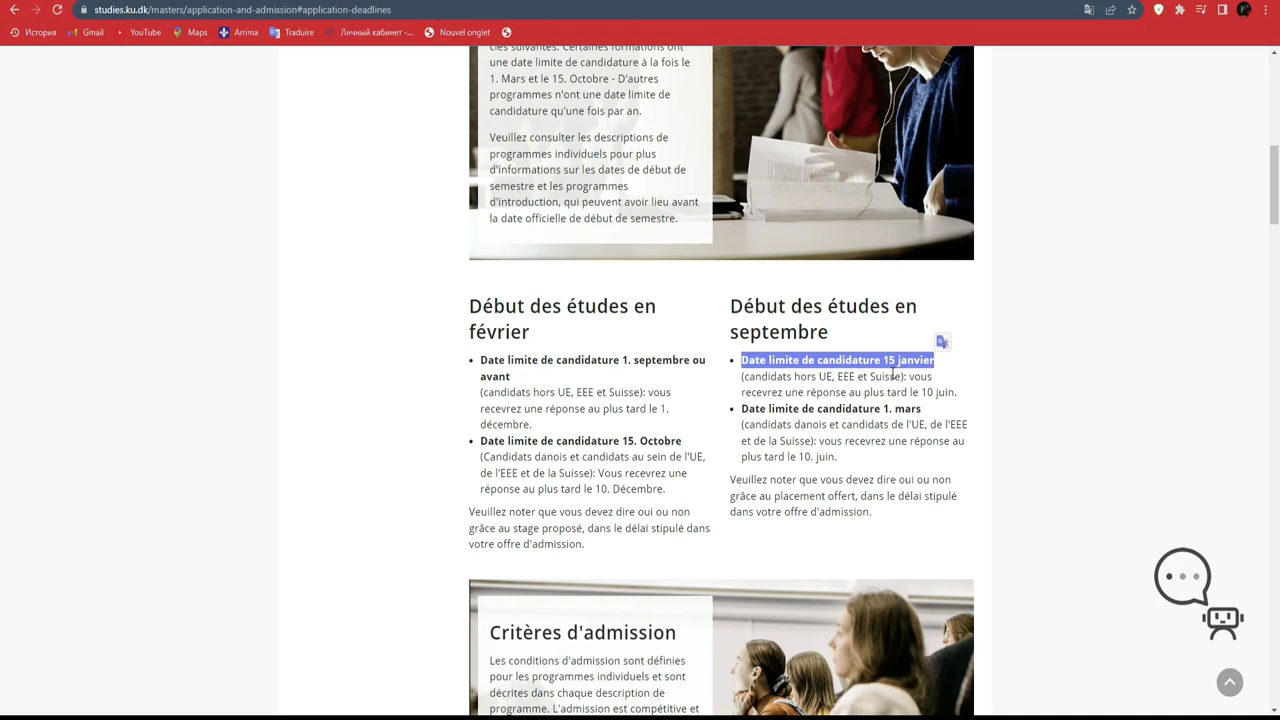 studies.ku.dk/masters/application-and-admission#application-deadlines
История
Gmail
YouTube
Maps
Arrima
Traduire
Личный кабинет -...
Nouvel onglet
clés suivantes. Certaines formations ont
une date limite de candidature à la fois le
1. Mars et le 15. Octobre - D'autres
programmes n'ont une date limite de
candidature qu'une fois par an.
Veuillez consulter les descriptions de
programmes individuels pour plus
d'informations sur les dates de début de
semestre et les programmes
d'introduction, qui peuvent avoir lieu avant
la date officielle de début de semestre.
Début des études en
février
• Date limite de candidature 1. septembre ou
avant
(candidats hors UE, EEE et Suisse): vous
recevrez une réponse au plus tard le 1.
décembre.
• Date limite de candidature 15. Octobre
(Candidats danois et candidats au sein de l'UE,
de l'EEE et de la Suisse): Vous recevrez une
réponse au plus tard le 10. Décembre.
Veuillez noter que vous devez dire oui ou non
grâce au stage proposé, dans le délai stipulé dans
votre offre d'admission.
Début des études en
septembre
• Date limite de candidature 15 janvier
(candidats hors UE, EEE et Suisse): vous
recevrez une réponse au plus tard le 10 juin.
• Date limite de candidature 1. mars
(candidats danois et candidats de l'UE, de l'EEE
et de la Suisse): vous recevrez une réponse au
plus tard le 10. juin.
Veuillez noter que vous devez dire oui ou non
grâce au placement offert, dans le délai stipulé
dans votre offre d'admission.
Critères d'admission
Les conditions d'admission sont définies
pour les programmes individuels et sont
décrites dans chaque description de
programme. L'admission est compétitive et